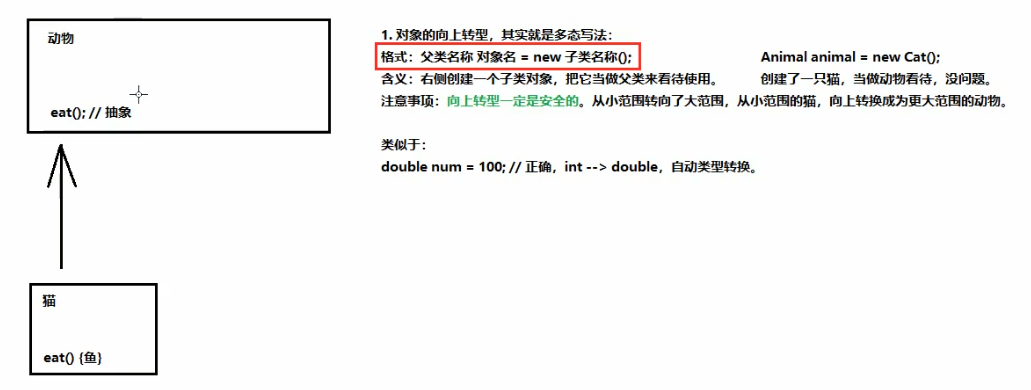 动物
eat(); // 抽象
猫
eat() {鱼}
1. 对象的向上转型，其实就是多态写法：
格式：父类名称 对象名 = new 子类名称(); Animal animal = new Cat();
含义：右侧创建一个子类对象，把它当做父类来看待使用。 创建了一只猫，当做动物看待，没问题。
注意事项：向上转型一定是安全的。从小范围转向了大范围，从小范围的猫，向上转换成为更大范围的动物。
类似于：
double num = 100; // 正确，int --> double，自动类型转换。